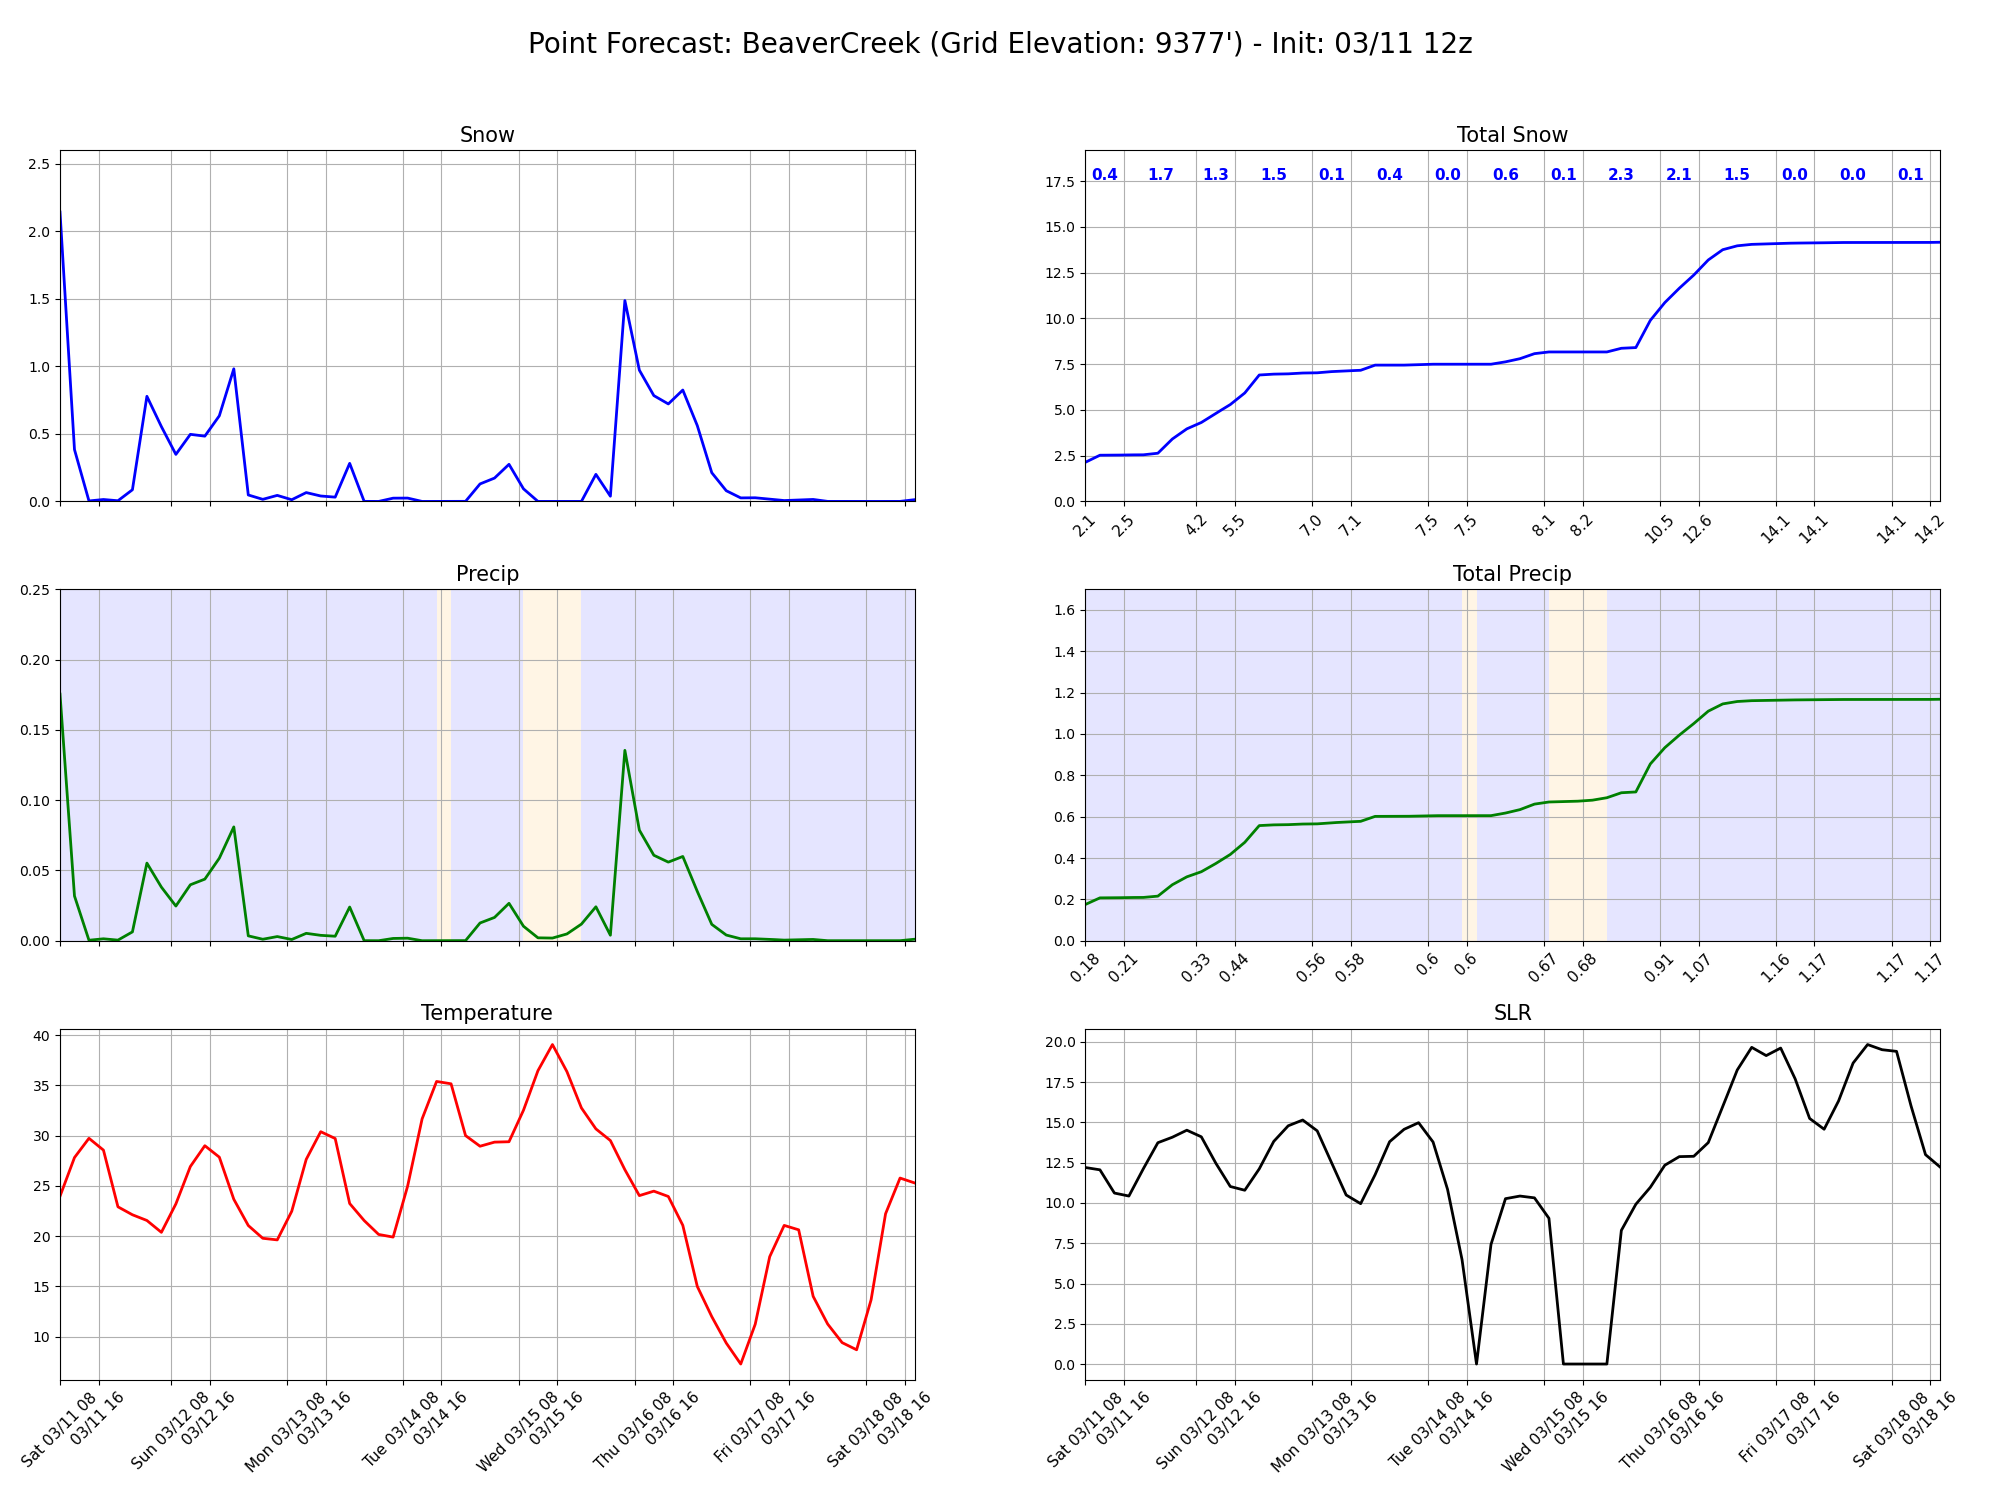 Point Forecast: BeaverCreek (Grid Elevation: 9377') - Init: 03/11 12z
Snow
2.5
2.0
1.5
1.0
0.5
0.0
Total Snow
0.4 1.7 1.3 1.5 0.1 0.4 0.0 0.6 0.1 2.3 2.1 1.5 0.0 0.0 0.1
17.5
15.0
12.5
10.0
7.5
5.0
2.5
0.0
2.1 2.5 4.2 5.5 7.0 7.1 7.5 7.5 8.1 8.2 10.5 12.6 14.1 14.1 14.1 14.2
Precip
0.25
0.20
0.15
0.10
0.05
0.00
Total Precip
1.6
1.4
1.2
1.0
0.8
0.6
0.4
0.2
0.0
0.18 0.21 0.33 0.44 0.56 0.58 0.6 0.6 0.67 0.68 0.91 1.07 1.16 1.17 1.17 1.17
Temperature
40
35
30
25
20
15
10
Sat 03/11 08
03/11 16
Sun 03/12 08
03/12 16
Mon 03/13 08
03/13 16
Tue 03/14 08
03/14 16
Wed 03/15 08
03/15 16
Thu 03/16 08
03/16 16
Fri 03/17 08
03/17 16
Sat 03/18 08
03/18 16
SLR
20.0
17.5
15.0
12.5
10.0
7.5
5.0
2.5
0.0
Sat 03/11 08
03/11 16
Sun 03/12 08
03/12 16
Mon 03/13 08
03/13 16
Tue 03/14 08
03/14 16
Wed 03/15 08
03/15 16
Thu 03/16 08
03/16 16
Fri 03/17 08
03/17 16
Sat 03/18 08
03/18 16